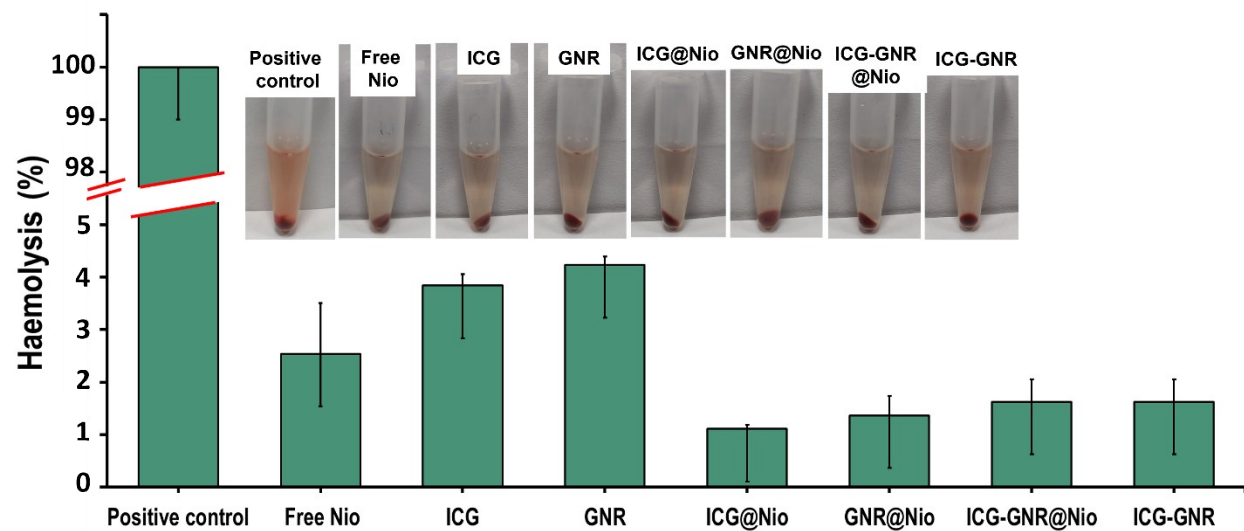 Haemolysis (%)
100
99
98
5
4
3
2
1
0
Positive
control
Free
Nio
ICG
GNR
ICG@Nio
GNR@Nio
ICG-GNR
@Nio
ICG-GNR
Positive control
Free Nio
ICG
GNR
ICG@Nio
GNR@Nio
ICG-GNR@Nio
ICG-GNR